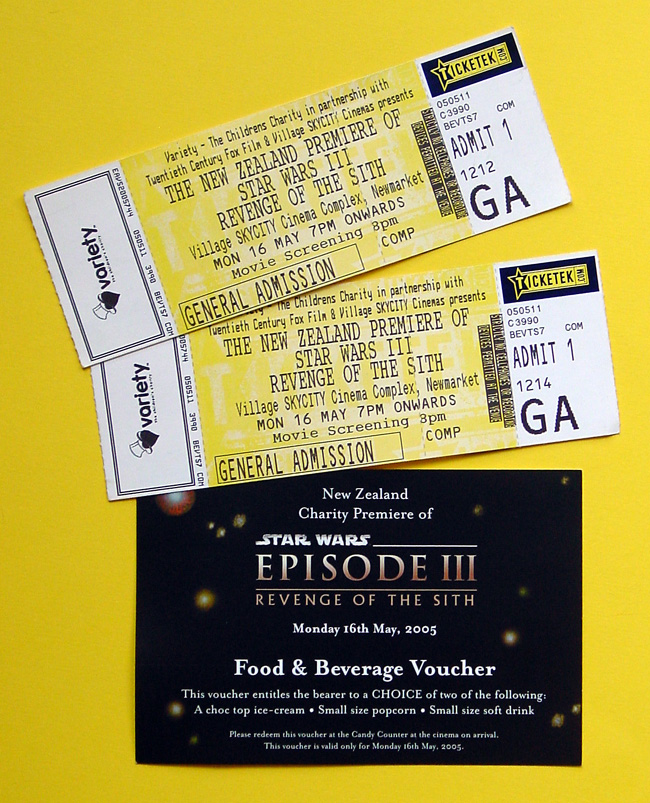 Variety - The Childrens Charity in partnership with
Twentieth Century Fox Film & Village SKYCITY Cinemas presents
THE NEW ZEALAND PREMIERE OF
STAR WARS III
REVENGE OF THE SITH
Village SKYCITY Cinema Complex, Newmarket
MON 16 MAY 7PM ONWARDS
Movie Screening 8pm
COMP
GENERAL ADMISSION
variety
TICKETEK.COM
050511
C3990 COM
BEVTS7
ADMIT 1
1212
GA
Variety - The Childrens Charity in partnership with
Twentieth Century Fox Film & Village SKYCITY Cinemas presents
THE NEW ZEALAND PREMIERE OF
STAR WARS III
REVENGE OF THE SITH
Village SKYCITY Cinema Complex, Newmarket
MON 16 MAY 7PM ONWARDS
Movie Screening 8pm
COMP
GENERAL ADMISSION
variety
050511 3990 BEVTS7 COM
TICKETEK.COM
050511
C3990
BEVTS7 COM
ADMIT 1
1214
GA
New Zealand
Charity Premiere of
STAR WARS
EPISODE III
REVENGE OF THE SITH
Monday 16th May, 2005
Food & Beverage Voucher
This voucher entitles the bearer to a CHOICE of two of the following:
A choc top ice-cream • Small size popcorn • Small size soft drink
Please redeem this voucher at the Candy Counter at the cinema on arrival.
This voucher is valid only for Monday 16th May, 2005.